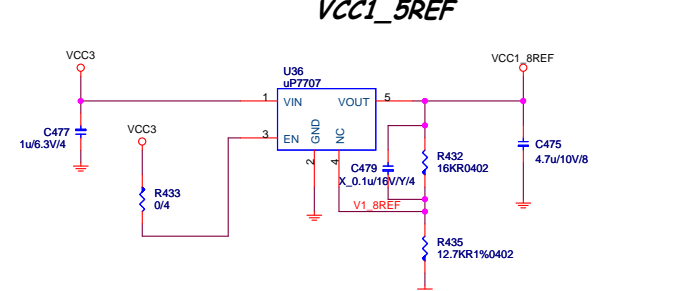 VCC1_5REF
VCC3
VCC1_8REF
U36
uP7707
1
VIN
VOUT
5
C477
1u/6.3V/4
VCC3
3
EN
GND
NC
2
4
C479
X_0.1u/16V/Y/4
R432
16KR0402
C475
4.7u/10V/8
R433
0/4
V1_8REF
R435
12.7KR1%0402